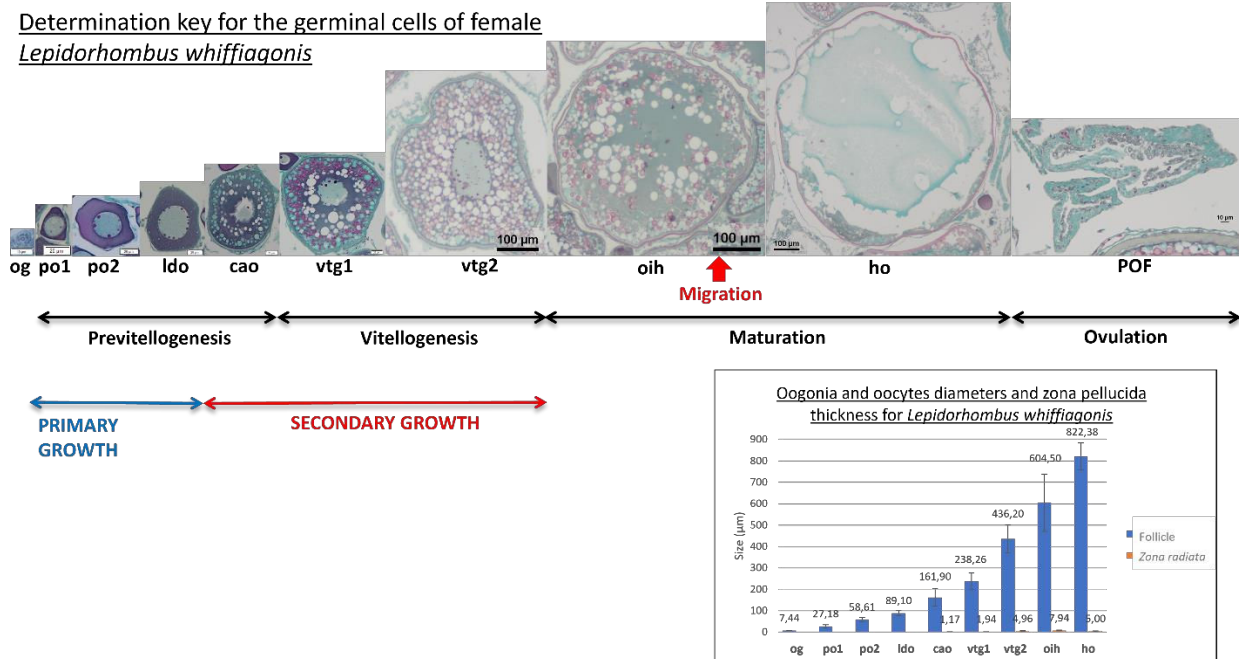 Determination key for the germinal cells of female
Lepidorhombus whiffiagonis
100 µm
100 µm
100 µm
10 µm
og po1 po2 ldo cao vtg1 vtg2 oih ho POF
Migration
Previtellogenesis Vitellogenesis Maturation Ovulation
PRIMARY
GROWTH
SECONDARY GROWTH
Oogonia and oocytes diameters and zona pellucida
thickness for Lepidorhombus whiffiagonis
Size (µm)
900
800
700
600
500
400
300
200
100
0
7,44
27,18
58,61
89,10
161,90
1,17
238,26
1,94
436,20
4,96
604,50
7,94
822,38
5,00
og po1 po2 ldo cao vtg1 vtg2 oih ho
Follicle
Zona radiata